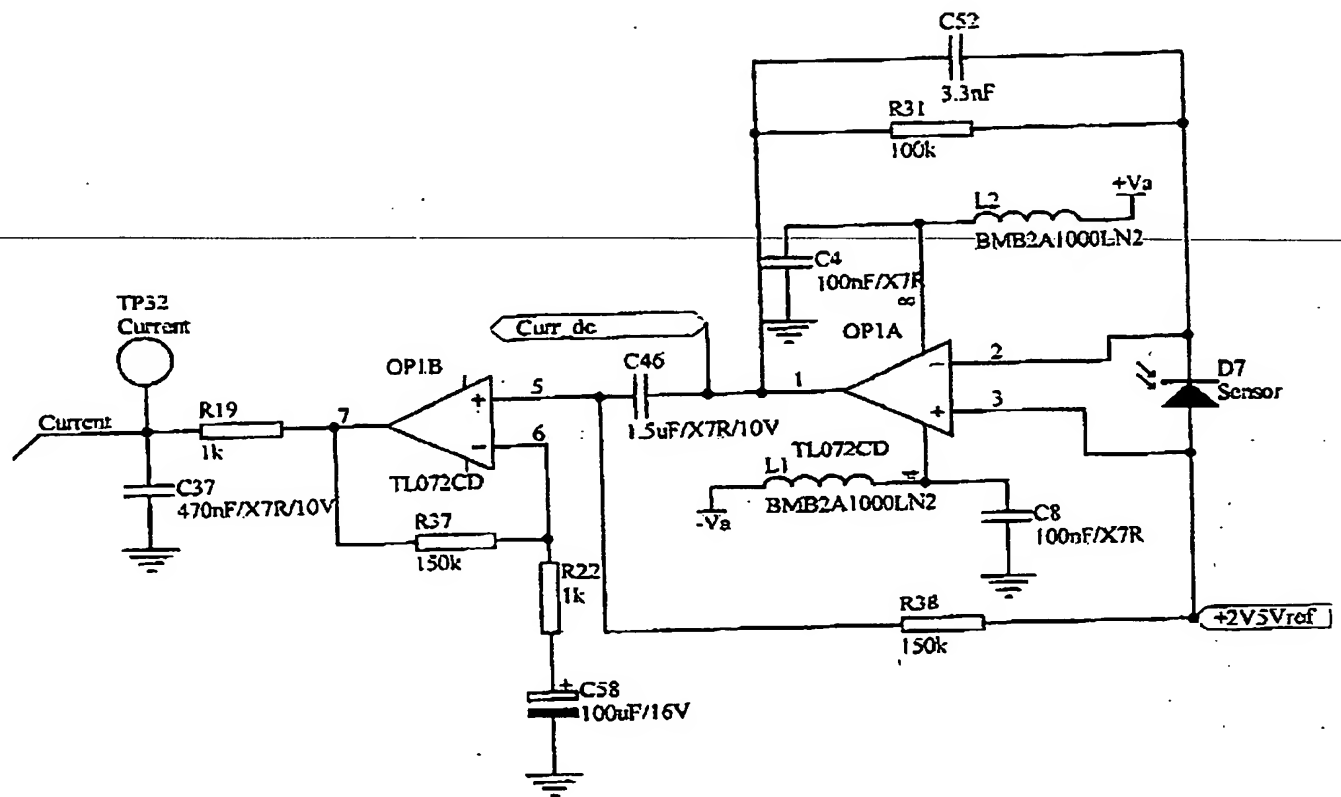 C52
3.3nF
R31
100k
+Va
L2
BMB2A1000LN2
C4
100nF/X7R
8
TP32
Current
Curr_dc
OP1A
OP1B
C46
5
1
2
3
D7
Sensor
Current
R19
7
6
1k
1.5uF/X7R/10V
TL072CD
TL072CD
L1
4
C37
470nF/X7R/10V
-Va
BMB2A1000LN2
C8
100nF/X7R
R37
150k
R22
1k
R38
150k
+2V5Vref
+
C58
100uF/16V